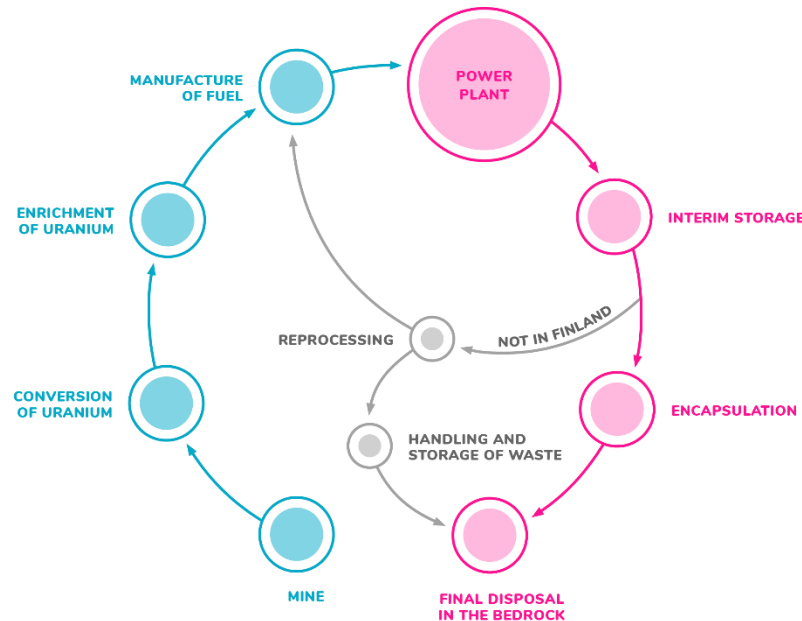 POWER
PLANT
MANUFACTURE
OF FUEL
ENRICHMENT
OF URANIUM
INTERIM STORAGE
NOT IN FINLAND
REPROCESSING
CONVERSION
OF URANIUM
ENCAPSULATION
HANDLING AND
STORAGE OF WASTE
MINE
FINAL DISPOSAL
IN THE BEDROCK